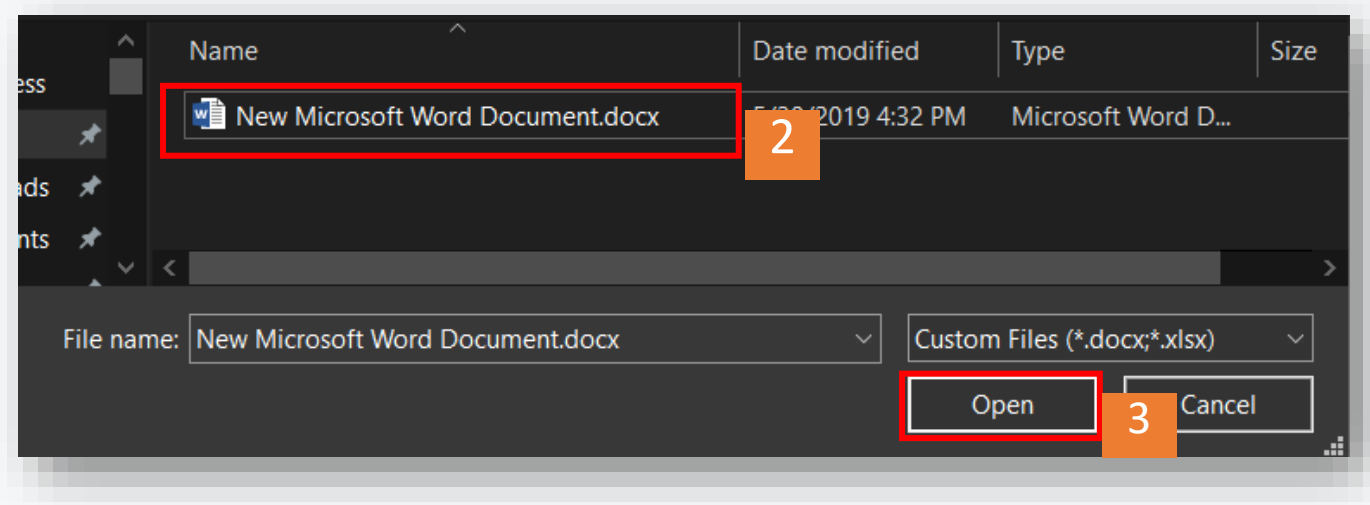 Name Date modified Type Size
ess
New Microsoft Word Document.docx 2019 4:32 PM Microsoft Word D...
2
ads
nts
File name: New Microsoft Word Document.docx Custom Files (*.docx;*.xlsx)
Open 3 Cancel